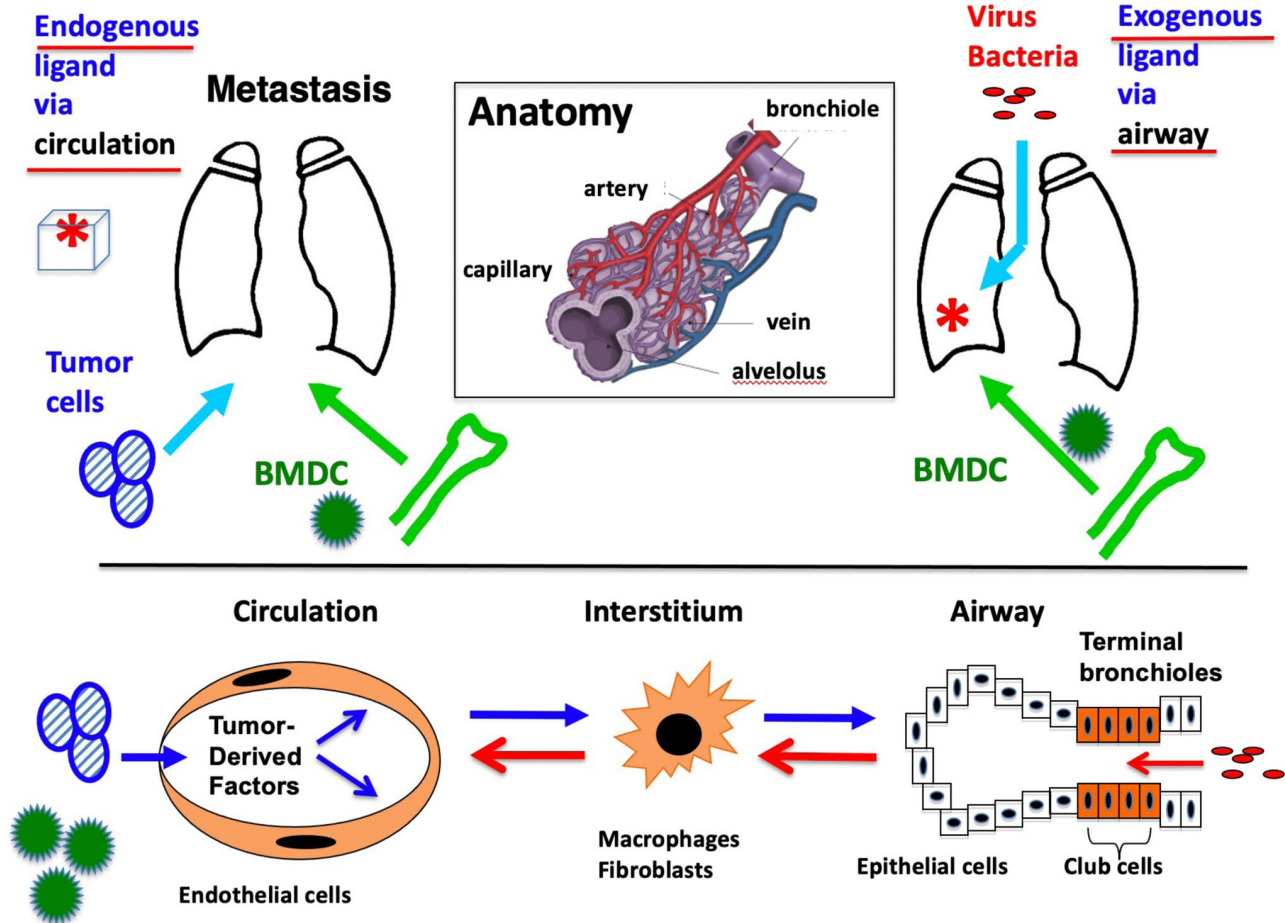 Endogenous
ligand
via
circulation
Metastasis
*
Tumor
cells
BMDC
Anatomy
bronchiole
artery
capillary
vein
alvelolus
Virus
Bacteria
Exogenous
ligand
via
airway
*
BMDC
Circulation
Interstitium
Airway
Terminal
bronchioles
Tumor-
Derived
Factors
Macrophages
Fibroblasts
Endothelial cells
Epithelial cells
Club cells